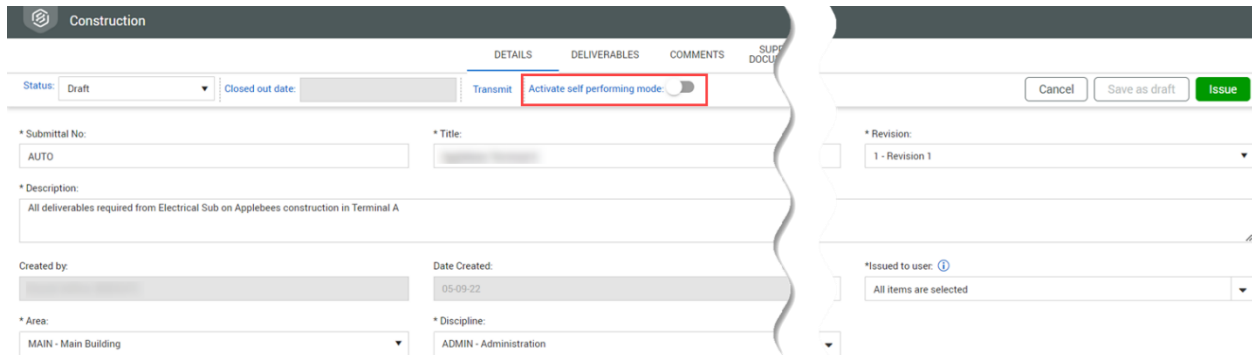 Construction
DETAILS DELIVERABLES COMMENTS
Status: Draft Closed out date: Transmit Activate self performing mode: Cancel Save as draft Issue
* Submittal No: * Title: * Revision:
AUTO 1 - Revision 1
* Description:
All deliverables required from Electrical Sub on Applebees construction in Terminal A
Created by: Date Created: *Issued to user:
05-09-22 All items are selected
* Area: * Discipline:
MAIN - Main Building ADMIN - Administration